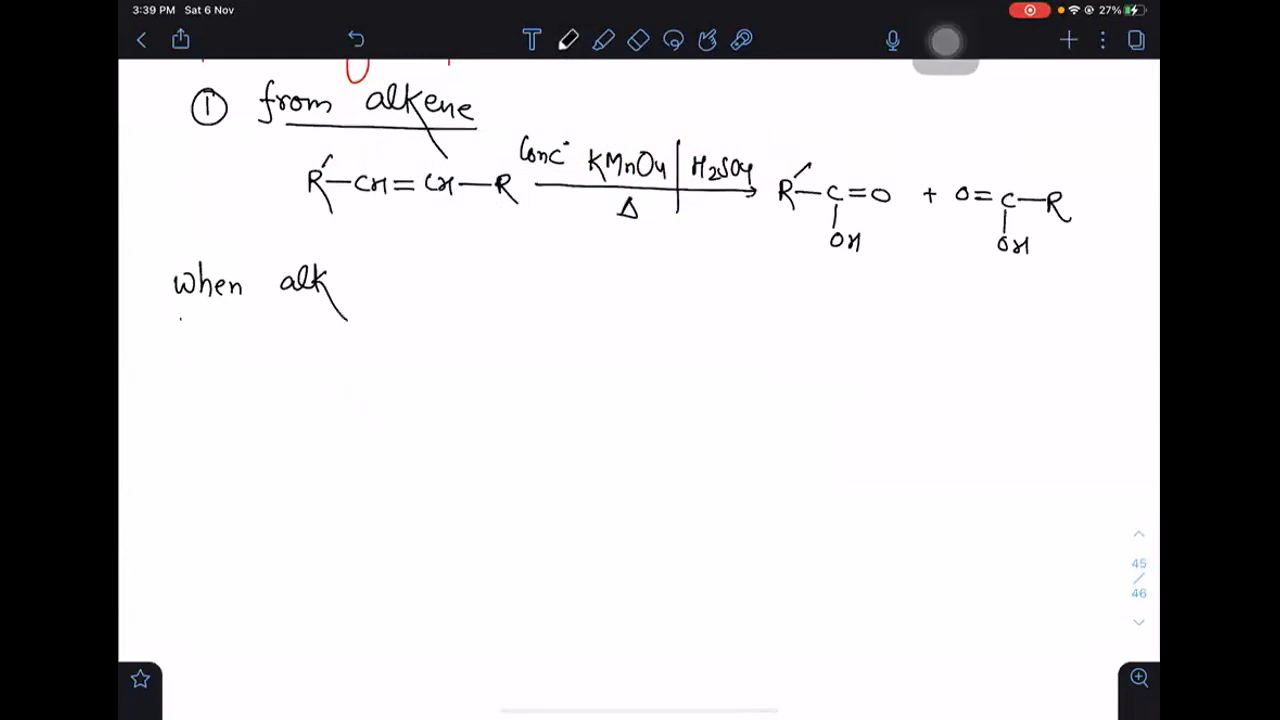 3:39 PM Sat 6 Nov
27%
① from alkene
R'—CH=CH—R Conc KMnO4 | H2SO4 R'—C=O + O=C—R
Δ
OH OH
when alk
45
/
46